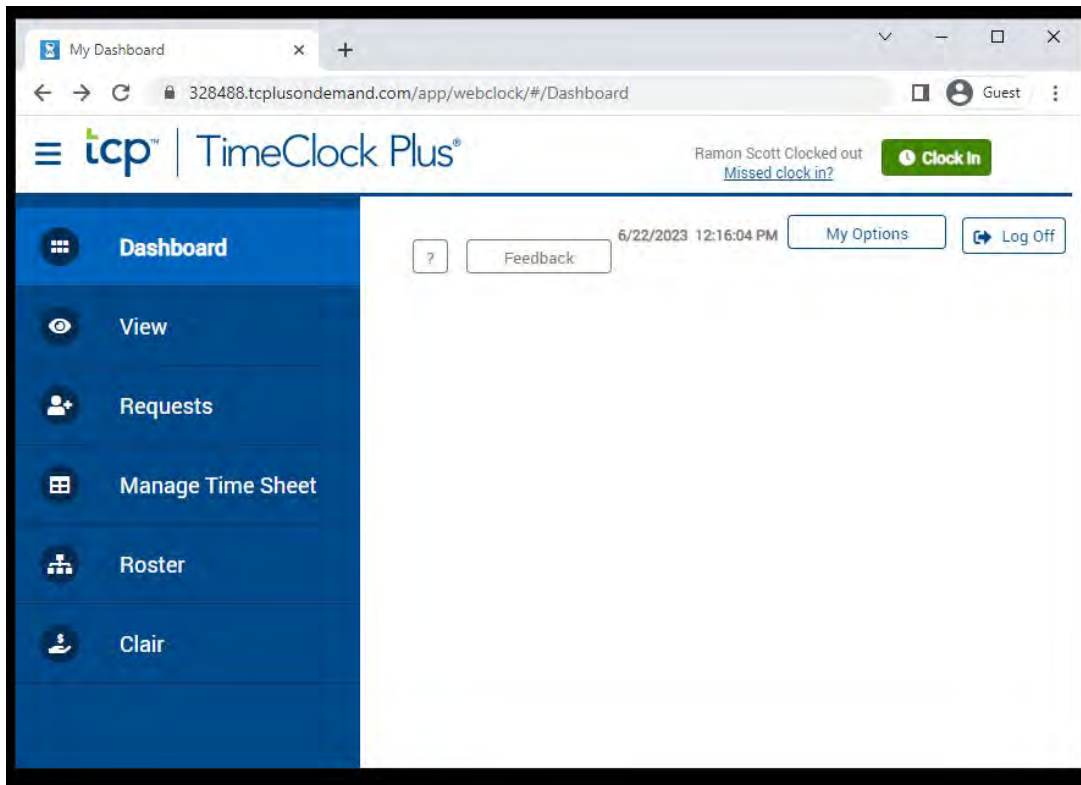 My Dashboard
328488.tcplusondemand.com/app/webclock/#/Dashboard
Guest
tcp™ | TimeClock Plus®
Ramon Scott Clocked out
Missed clock in?
Clock In
6/22/2023 12:16:04 PM
My Options
Log Off
?
Feedback
Dashboard
View
Requests
Manage Time Sheet
Roster
Clair